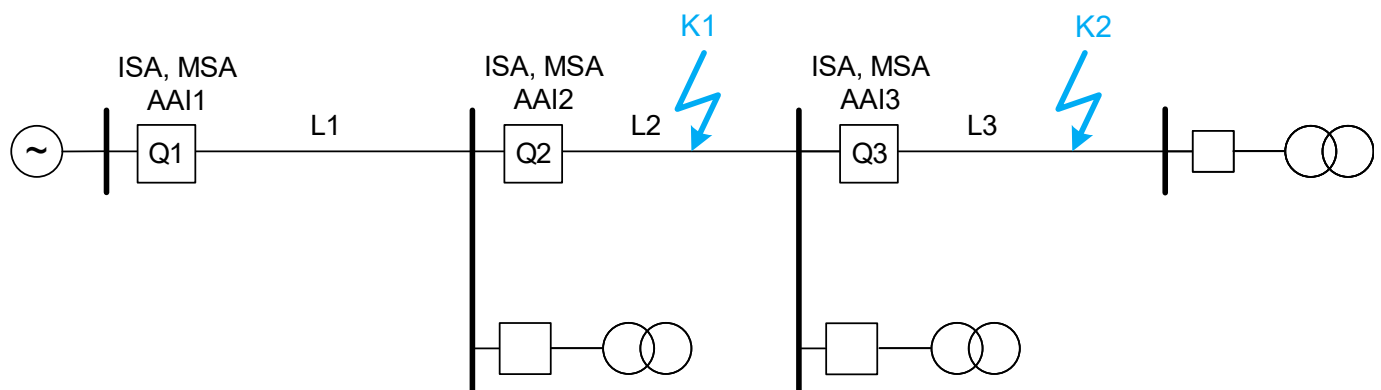 K1
K2
ISA, MSA
AAI1
ISA, MSA
AAI2
ISA, MSA
AAI3
L1
L2
L3
~
Q1
Q2
Q3